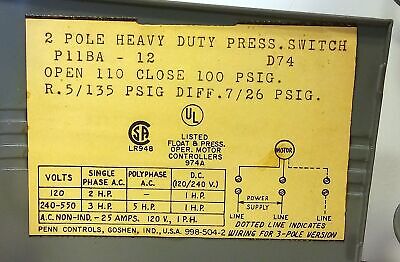 2 POLE HEAVY DUTY PRESS. SWITCH
P11BA - 12 D74
OPEN 110 CLOSE 100 PSIG.
R.5/135 PSIG DIFF.7/26 PSIG.
SA
LR948
UL
LISTED
FLOAT & PRESS.
OPER. MOTOR
CONTROLLERS
974A
MOTOR
VOLTS SINGLE PHASE A.C. POLYPHASE A.C. D.C. (120/240 V.)
120 2 H.P. - 1 H.P.
240-550 3 H.P. 5 H.P. 1 H.P.
A.C. NON-IND. - 25 AMPS. 120 V., 1 PH.
PENN CONTROLS, GOSHEN, IND., U.S.A. 998-504-2
POWER
SUPPLY
LINE LINE LINE
DOTTED LINE INDICATES
WIRING FOR 3-POLE VERSION